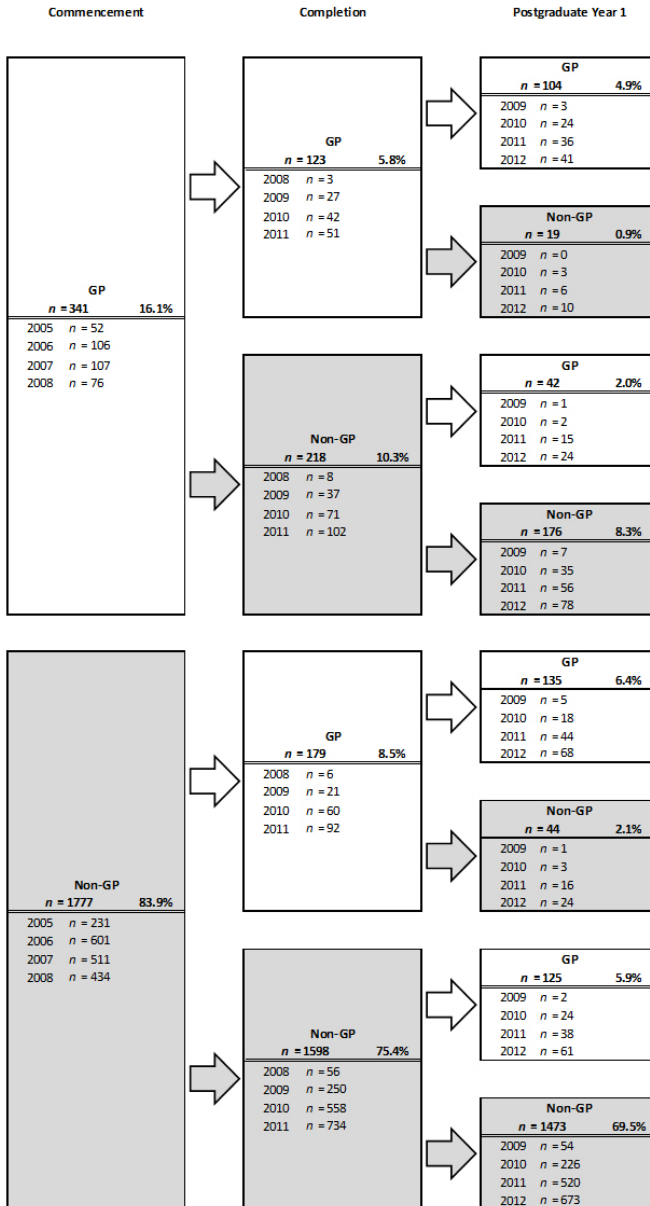 Commencement
Completion
Postgraduate Year 1
GP
n = 341 16.1%
2005 n = 52
2006 n = 106
2007 n = 107
2008 n = 76
GP
n = 123 5.8%
2008 n = 3
2009 n = 27
2010 n = 42
2011 n = 51
GP
n = 104 4.9%
2009 n = 3
2010 n = 24
2011 n = 36
2012 n = 41
Non-GP
n = 19 0.9%
2009 n = 0
2010 n = 3
2011 n = 6
2012 n = 10
Non-GP
n = 218 10.3%
2008 n = 8
2009 n = 37
2010 n = 71
2011 n = 102
GP
n = 42 2.0%
2009 n = 1
2010 n = 2
2011 n = 15
2012 n = 24
Non-GP
n = 176 8.3%
2009 n = 7
2010 n = 35
2011 n = 56
2012 n = 78
Non-GP
n = 1777 83.9%
2005 n = 231
2006 n = 601
2007 n = 511
2008 n = 434
GP
n = 179 8.5%
2008 n = 6
2009 n = 21
2010 n = 60
2011 n = 92
GP
n = 135 6.4%
2009 n = 5
2010 n = 18
2011 n = 44
2012 n = 68
Non-GP
n = 44 2.1%
2009 n = 1
2010 n = 3
2011 n = 16
2012 n = 24
Non-GP
n = 1598 75.4%
2008 n = 56
2009 n = 250
2010 n = 558
2011 n = 734
GP
n = 125 5.9%
2009 n = 2
2010 n = 24
2011 n = 38
2012 n = 61
Non-GP
n = 1473 69.5%
2009 n = 54
2010 n = 226
2011 n = 520
2012 n = 673